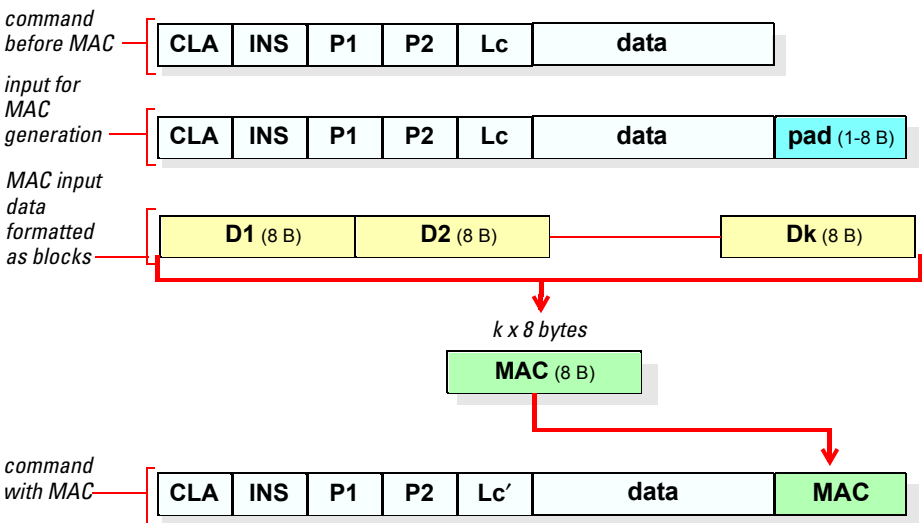 command
before MAC
CLA INS P1 P2 Lc data
input for
MAC
generation
CLA INS P1 P2 Lc data pad (1-8 B)
MAC input
data
formatted
as blocks
D1 (8 B) D2 (8 B) Dk (8 B)
k x 8 bytes
MAC (8 B)
command
with MAC
CLA INS P1 P2 Lc′ data MAC